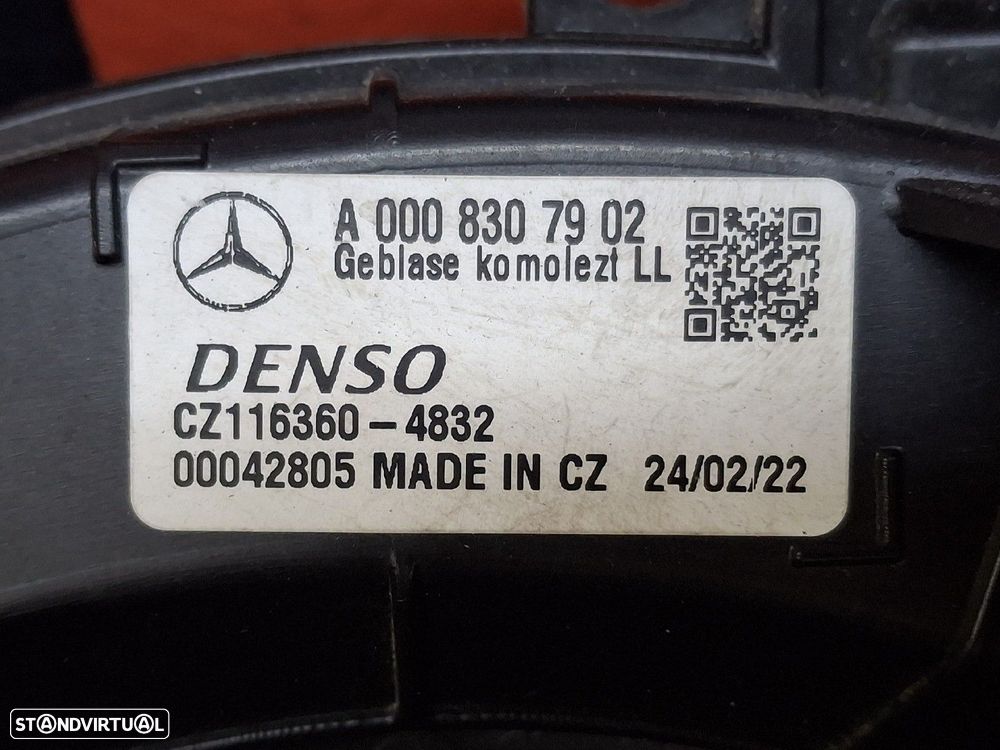 A 000 830 79 02
Geblase komolezt LL
DENSO
CZ116360-4832
00042805 MADE IN CZ 24/02/22
STANDVIRTUAL